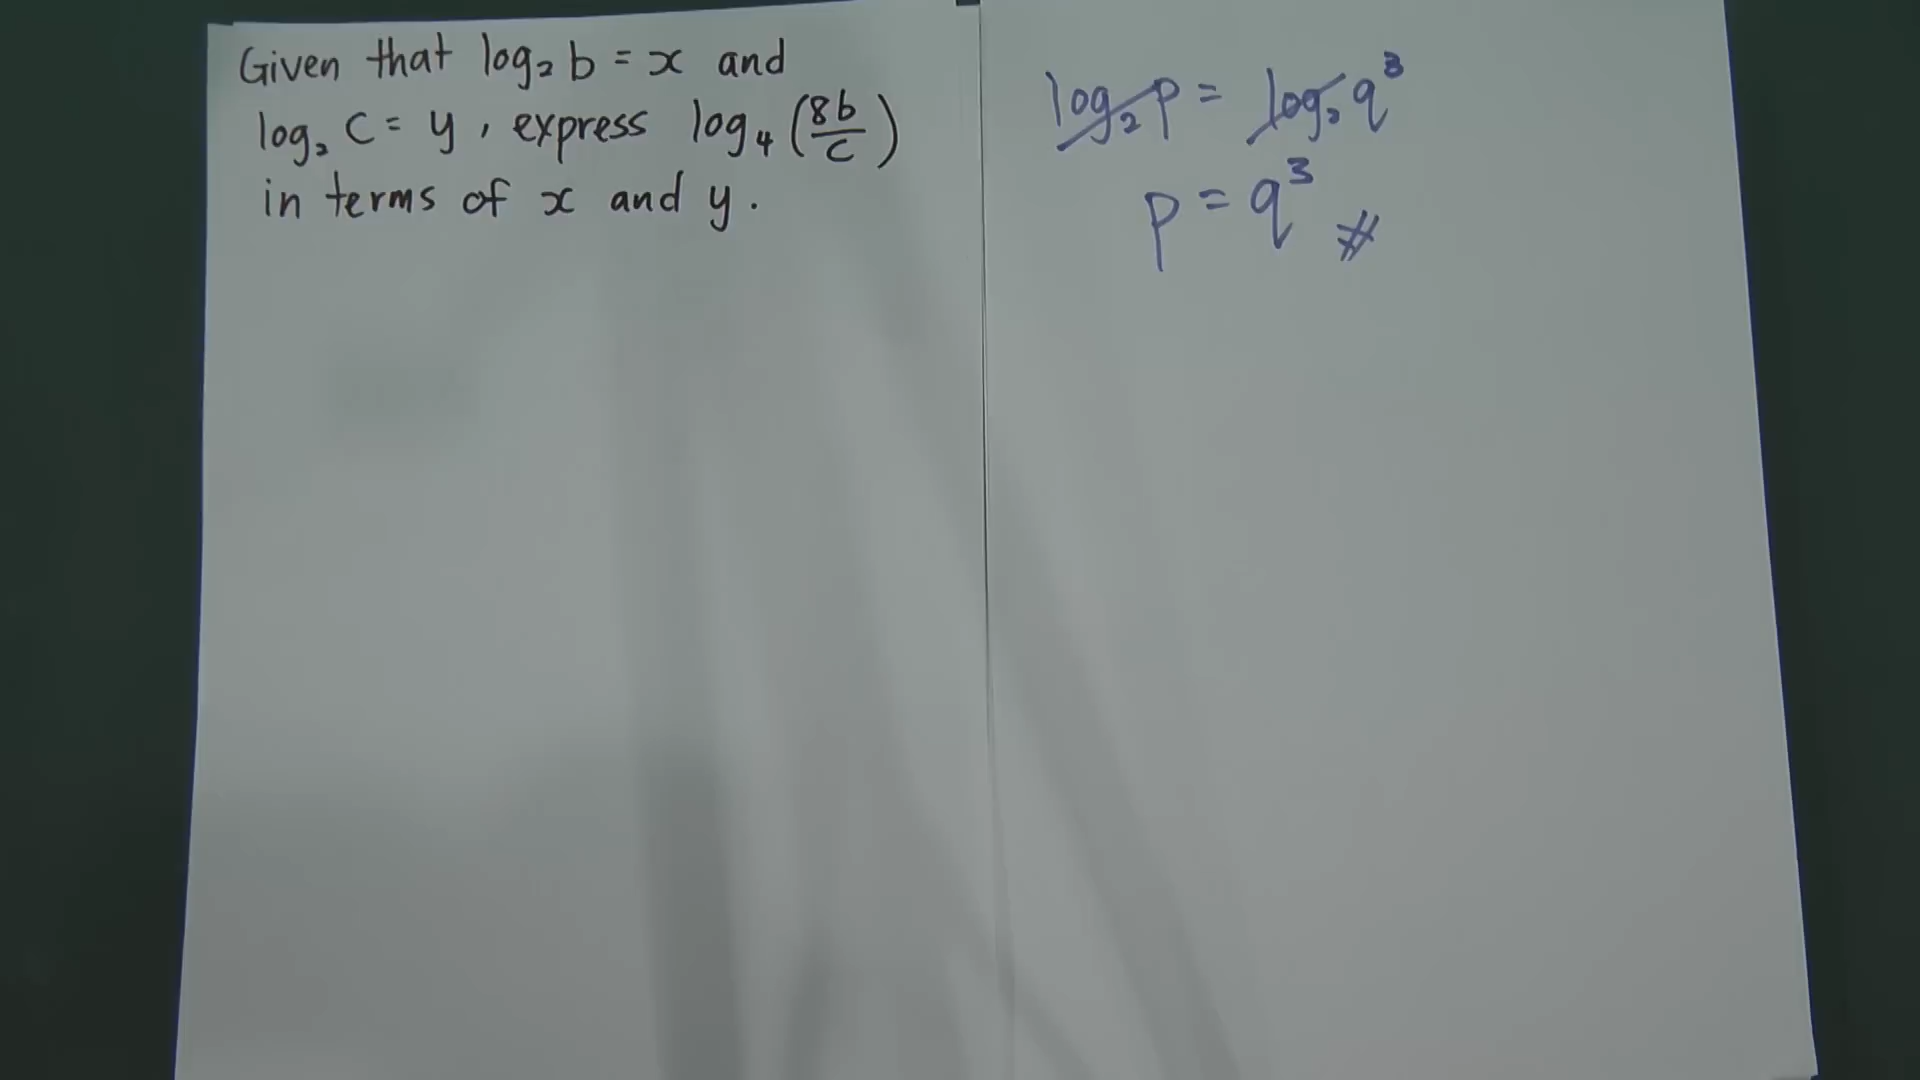 Given that log₂ b = x and
log₂ c = y, express log₄ (8b/c)
in terms of x and y.
log₂ p = log₂ q³
p = q³ #